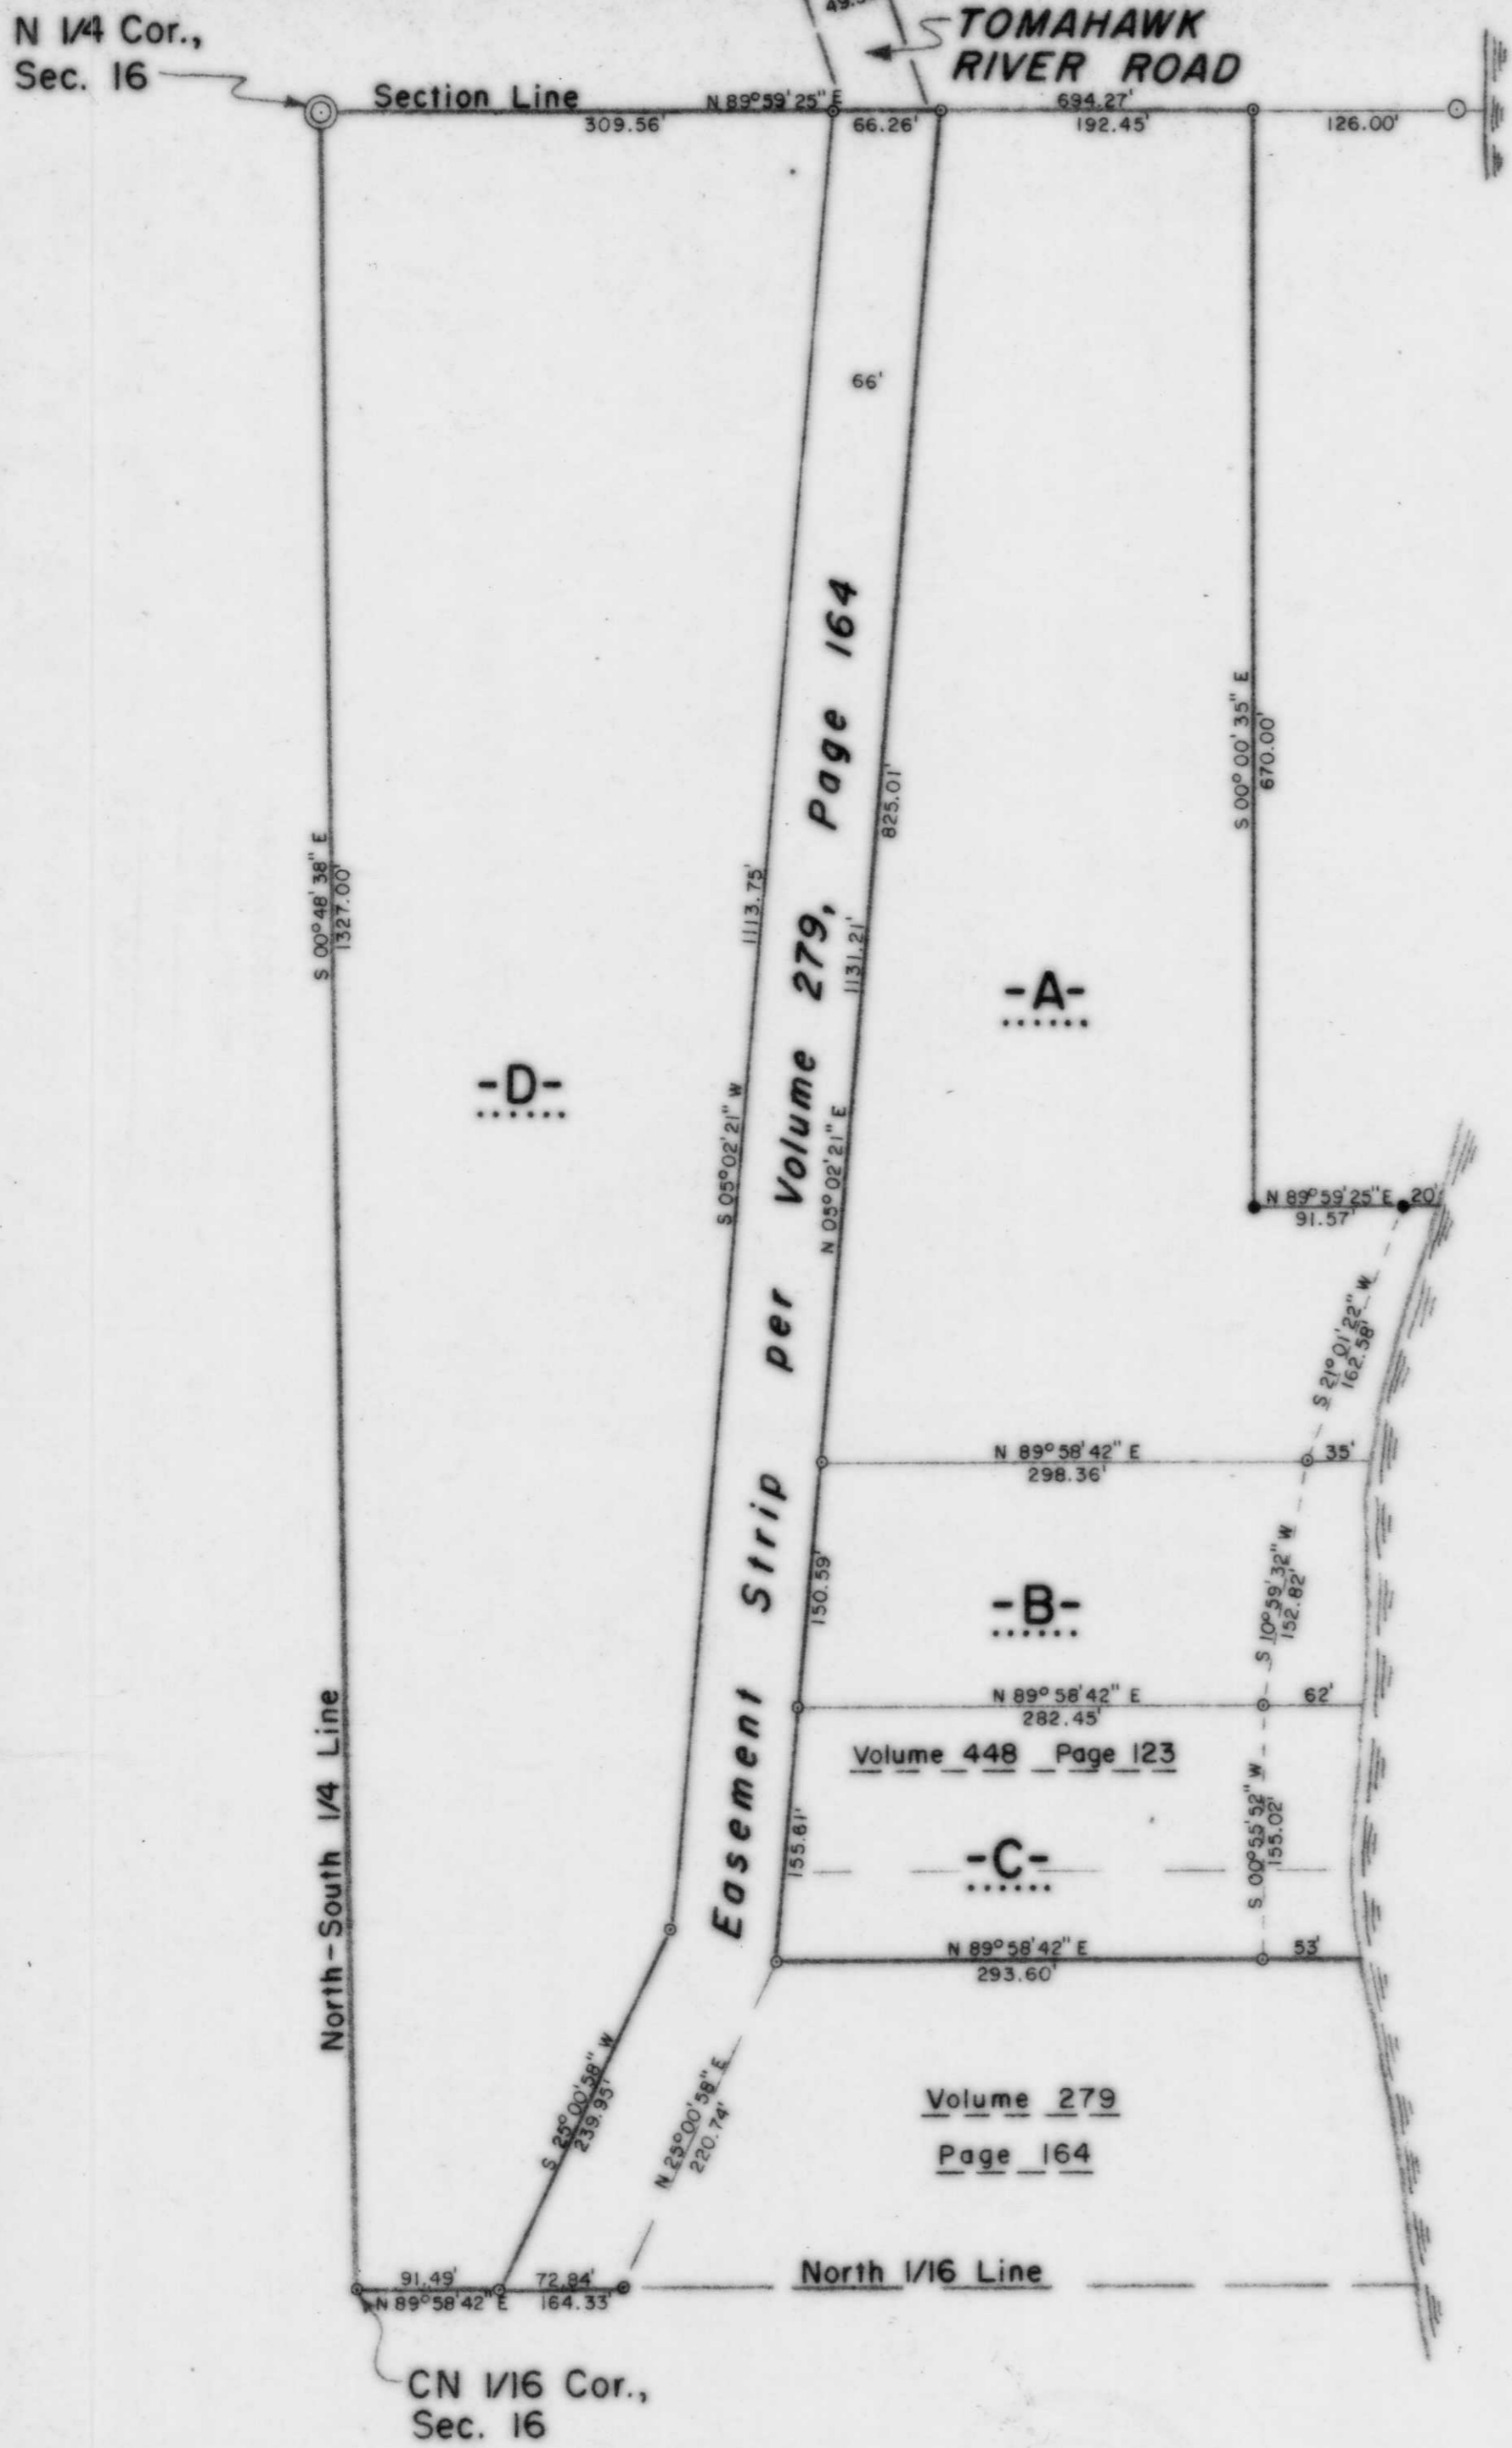 N 1/4 Cor.,
Sec. 16
TOMAHAWK
RIVER ROAD
Section Line
N 89°59'25" E
694.27'
309.56'
66.26'
192.45'
126.00'
66'
Easement Strip per Volume 279, Page 164
S 00°00'35" E
670.00'
825.01'
1131.21'
N 05°02'21" E
1113.75'
S 05°02'21" W
S 00°48'38" E
1327.00'
-A-
-D-
N 89°59'25" E
20'
91.57'
S 21°01'22" W
162.58'
N 89°58'42" E
35'
298.36'
150.59'
-B-
S 10°59'32" W
152.82'
N 89°58'42" E
62'
282.45'
Volume 448 Page 123
155.61'
-C-
S 00°55'52" W
155.02'
North-South 1/4 Line
N 89°58'42" E
53'
293.60'
S 25°00'58" W
239.95'
N 25°00'58" E
220.74'
Volume 279
Page 164
North 1/16 Line
91.49'
72.84'
N 89°58'42" E
164.33'
CN 1/16 Cor.,
Sec. 16